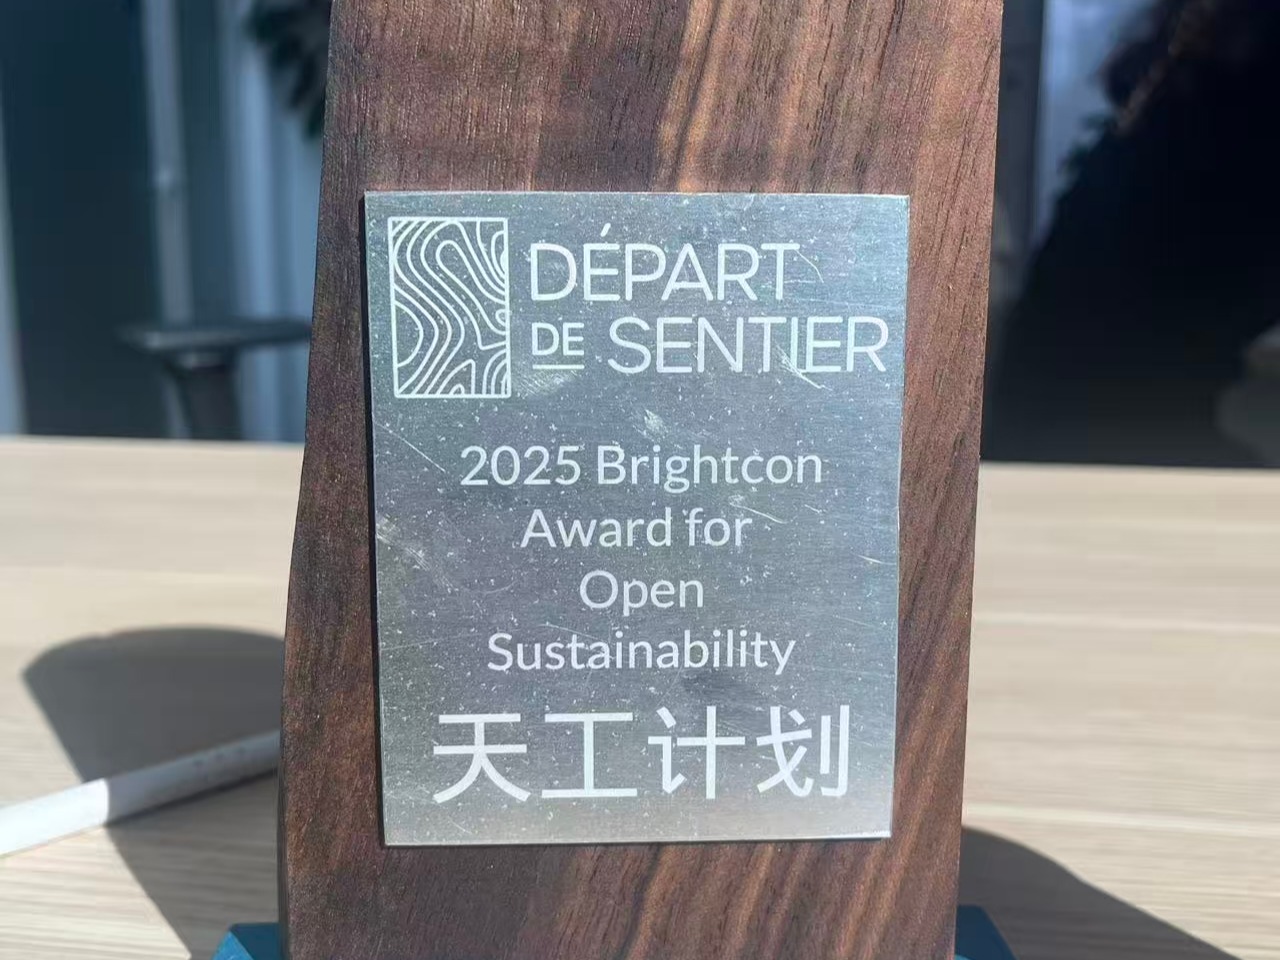 DÉPART
DE SENTIER
2025 Brightcon
Award for
Open
Sustainability
天工计划